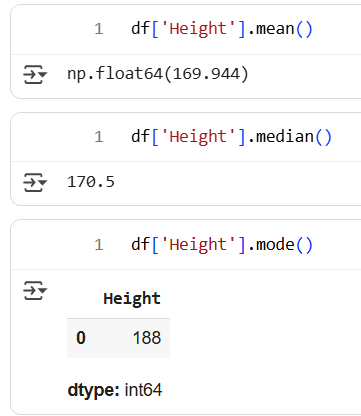 1 df['Height'].mean()
np.float64(169.944)
1 df['Height'].median()
170.5
1 df['Height'].mode()
Height
0 188
dtype: int64